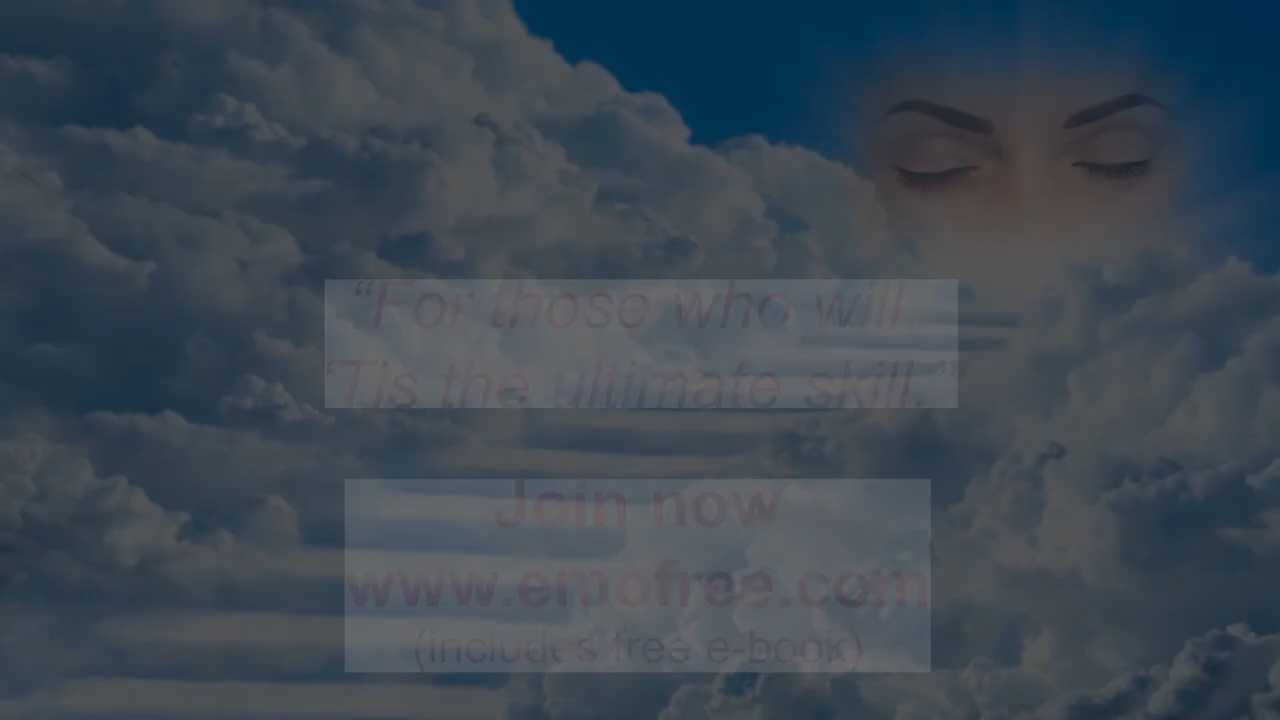 “For those who will,
‘Tis the ultimate skill.”
Join now
www.emofree.com
(includes free e-book)